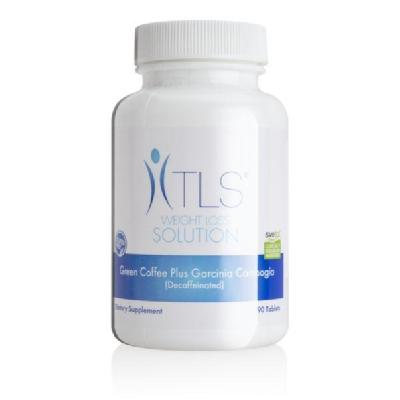 TLS®
WEIGHT LOSS
SOLUTION
Green Coffee Plus Garcinia Cambogia
(Decaffeinated)
Dietary Supplement
90 Tablets